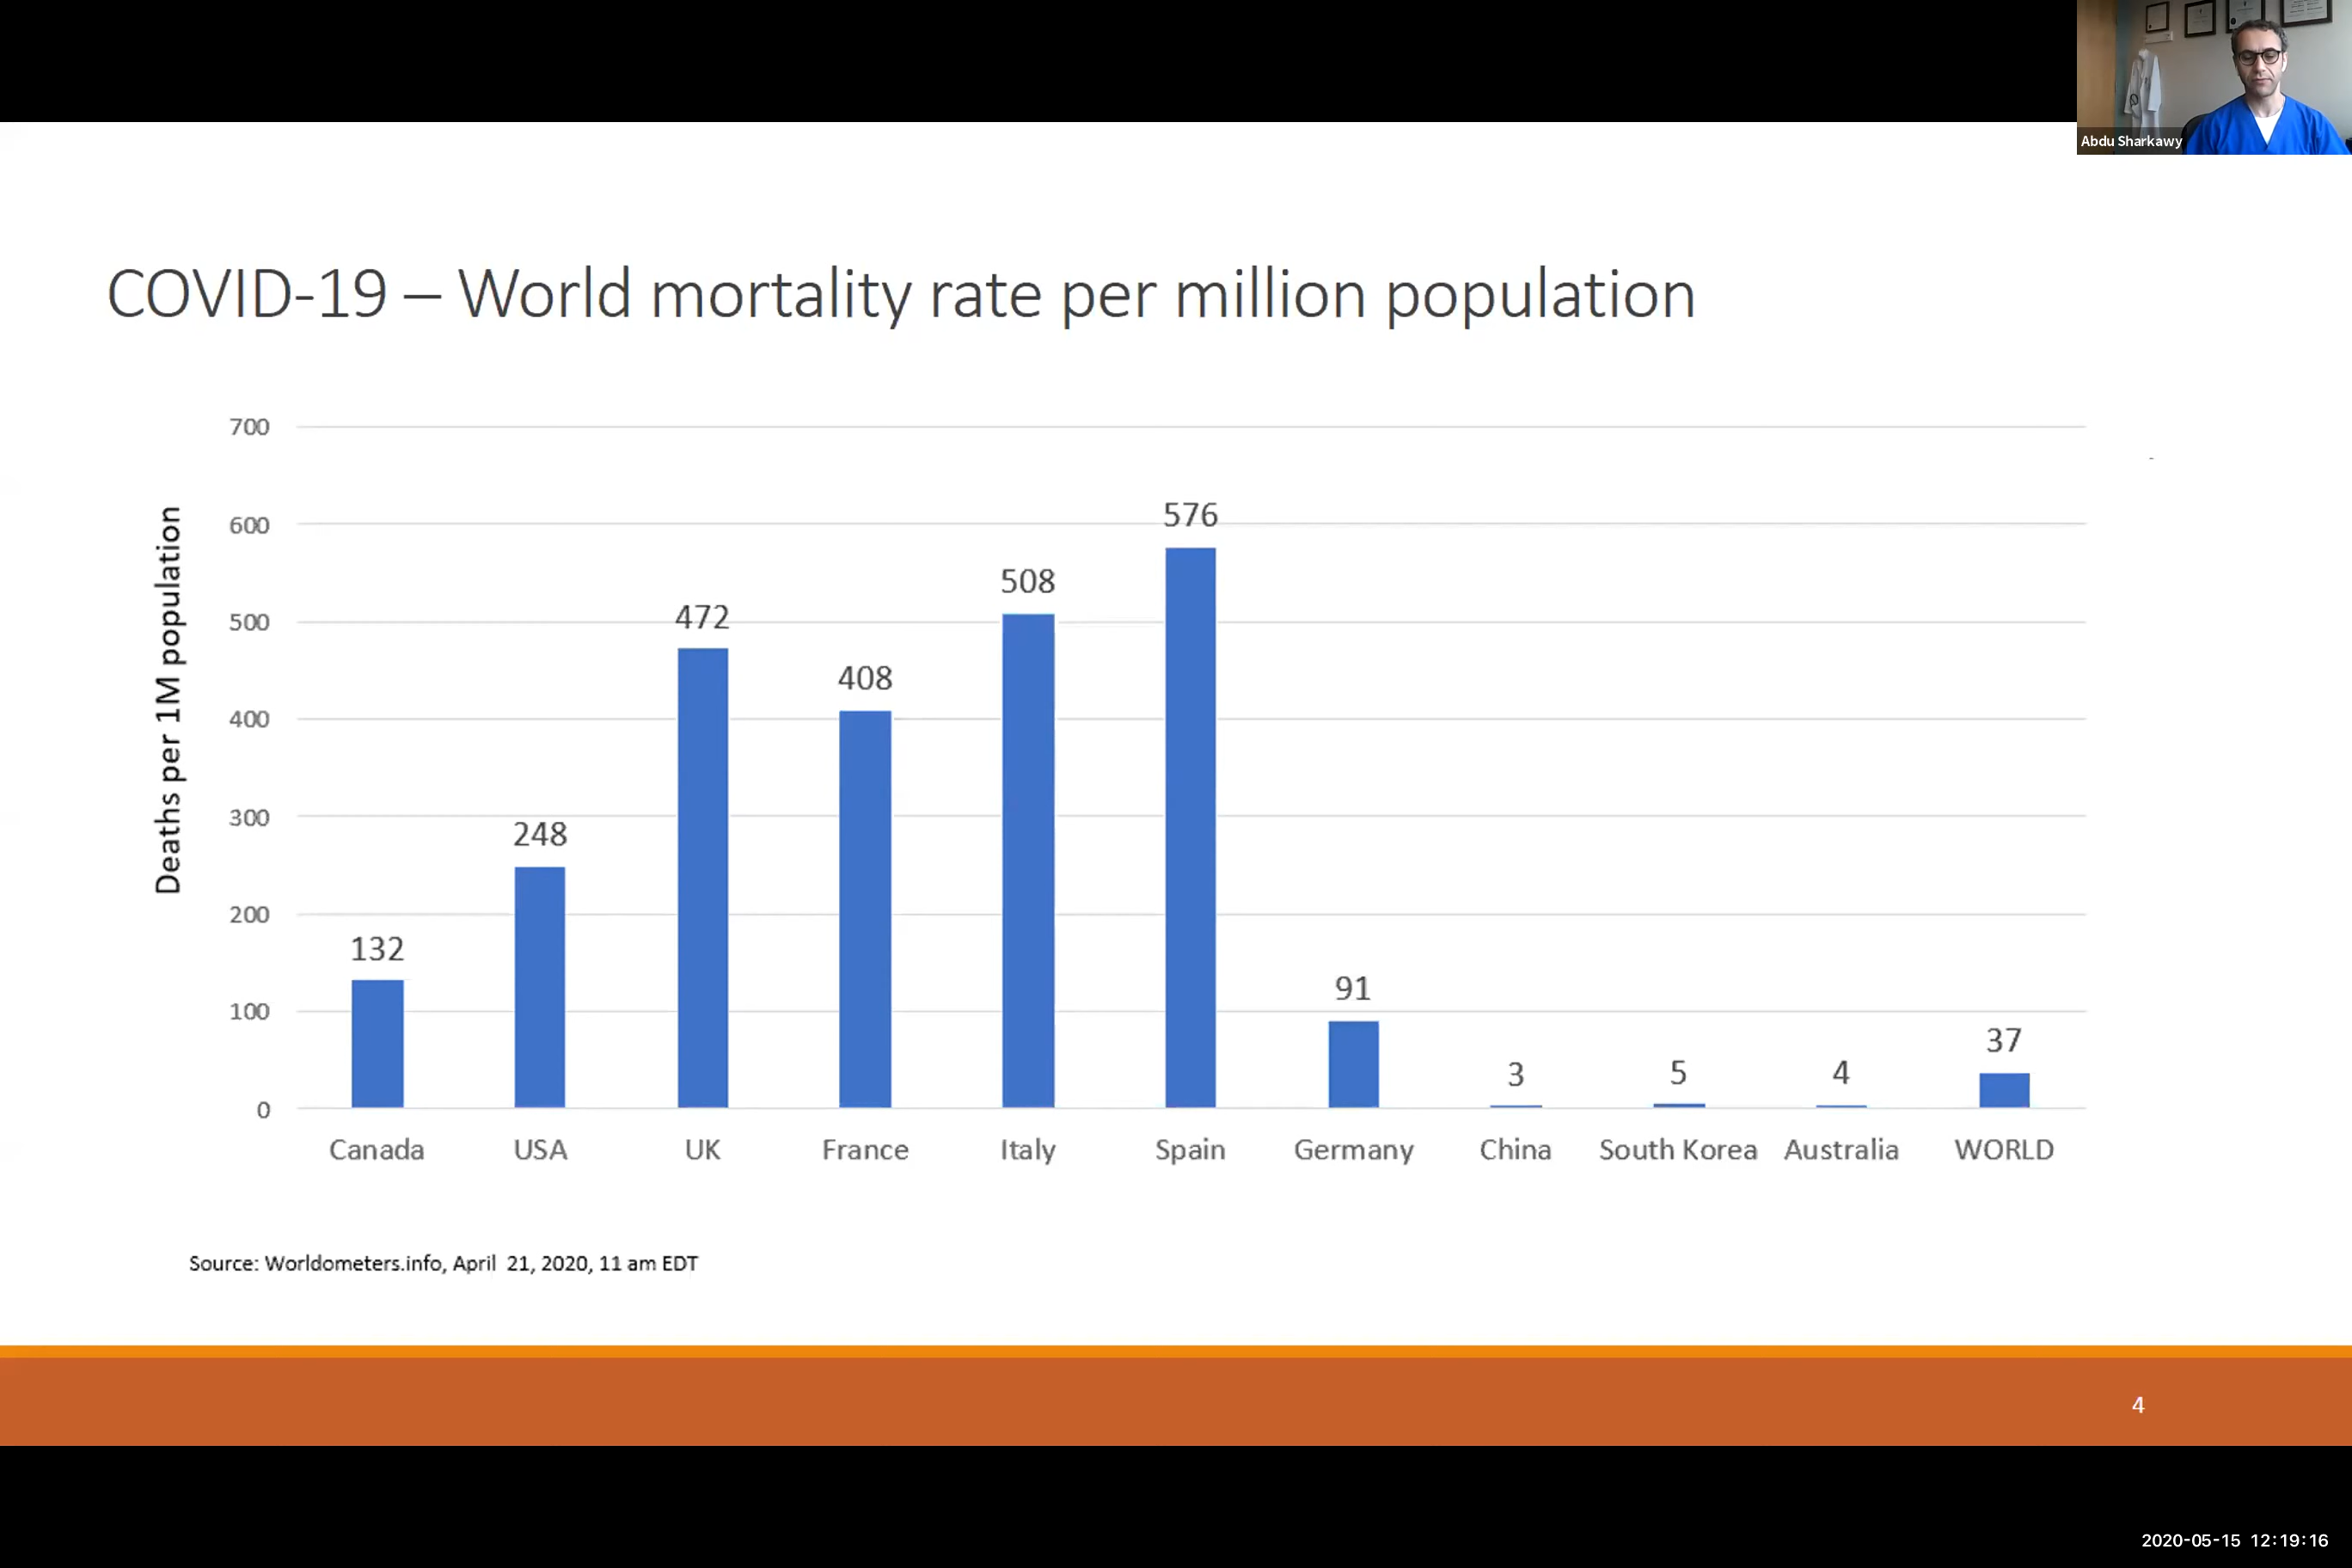 Abdu Sharkawy
COVID-19 – World mortality rate per million population
Deaths per 1M population
700
600
500
400
300
200
100
0
132
248
472
408
508
576
91
3
5
4
37
Canada
USA
UK
France
Italy
Spain
Germany
China
South Korea
Australia
WORLD
Source: Worldometers.info, April 21, 2020, 11 am EDT
4
2020-05-15 12:19:16